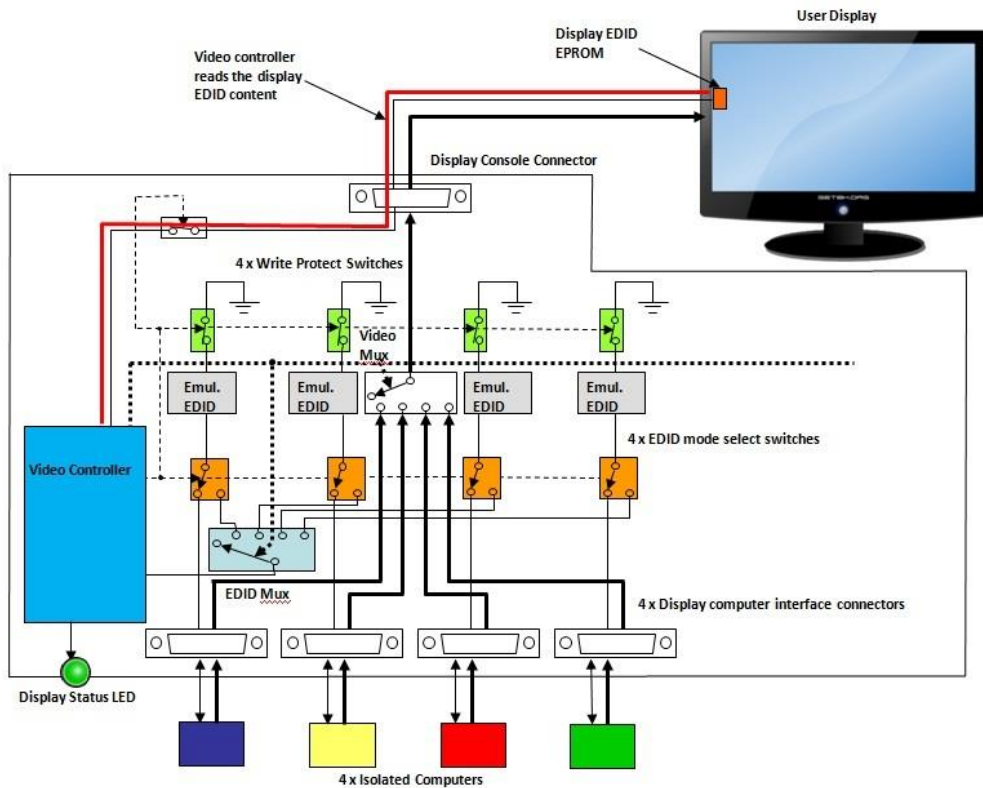 User Display
Display EDID
EPROM
Video controller
reads the display
EDID content
Display Console Connector
4 x Write Protect Switches
Video
Mux
Emul.
EDID
Emul.
EDID
Emul.
EDID
Emul.
EDID
4 x EDID mode select switches
Video Controller
EDID Mux
4 x Display computer interface connectors
Display Status LED
4 x Isolated Computers